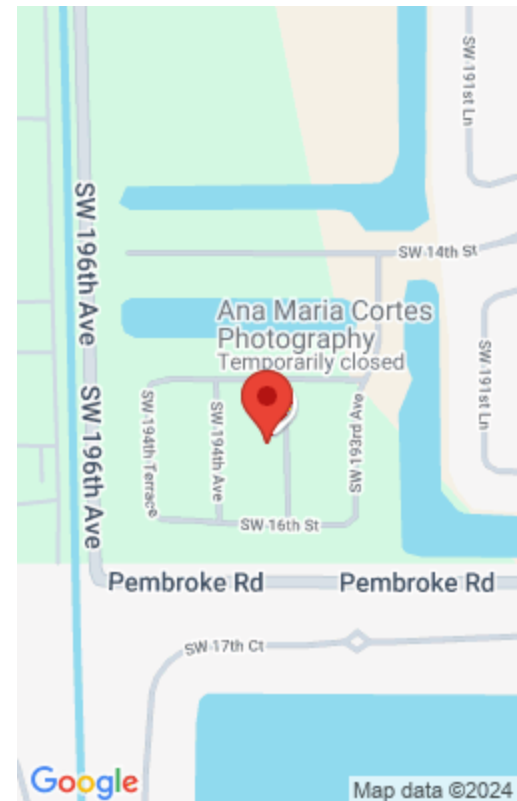 SW 191st Ln
SW 196th Ave
SW 14th St
Ana Maria Cortes
Photography
Temporarily closed
SW 191st Ln
SW 196th Ave
SW 194th Terrace
SW 194th Ave
SW 193rd Ave
SW 16th St
Pembroke Rd
Pembroke Rd
SW 17th Ct
Google
Map data ©2024